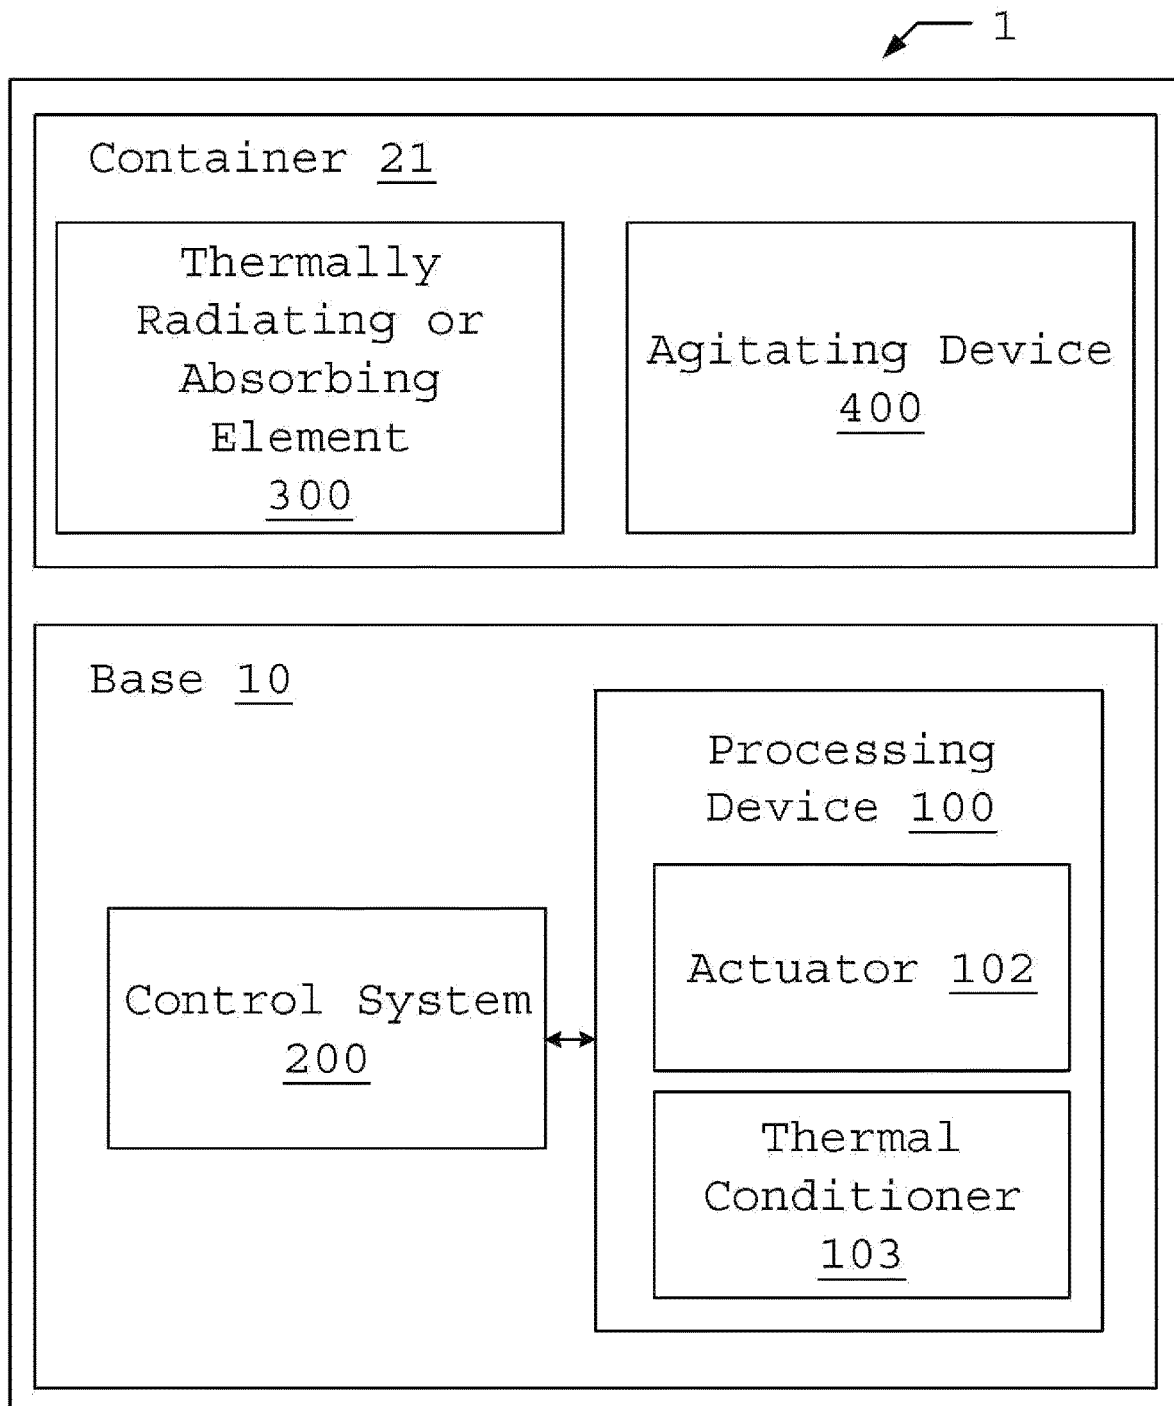 1
Container 21
Thermally
Radiating or
Absorbing
Element
300
Agitating Device
400
Base 10
Processing
Device 100
Actuator 102
Control System
200
Thermal
Conditioner
103